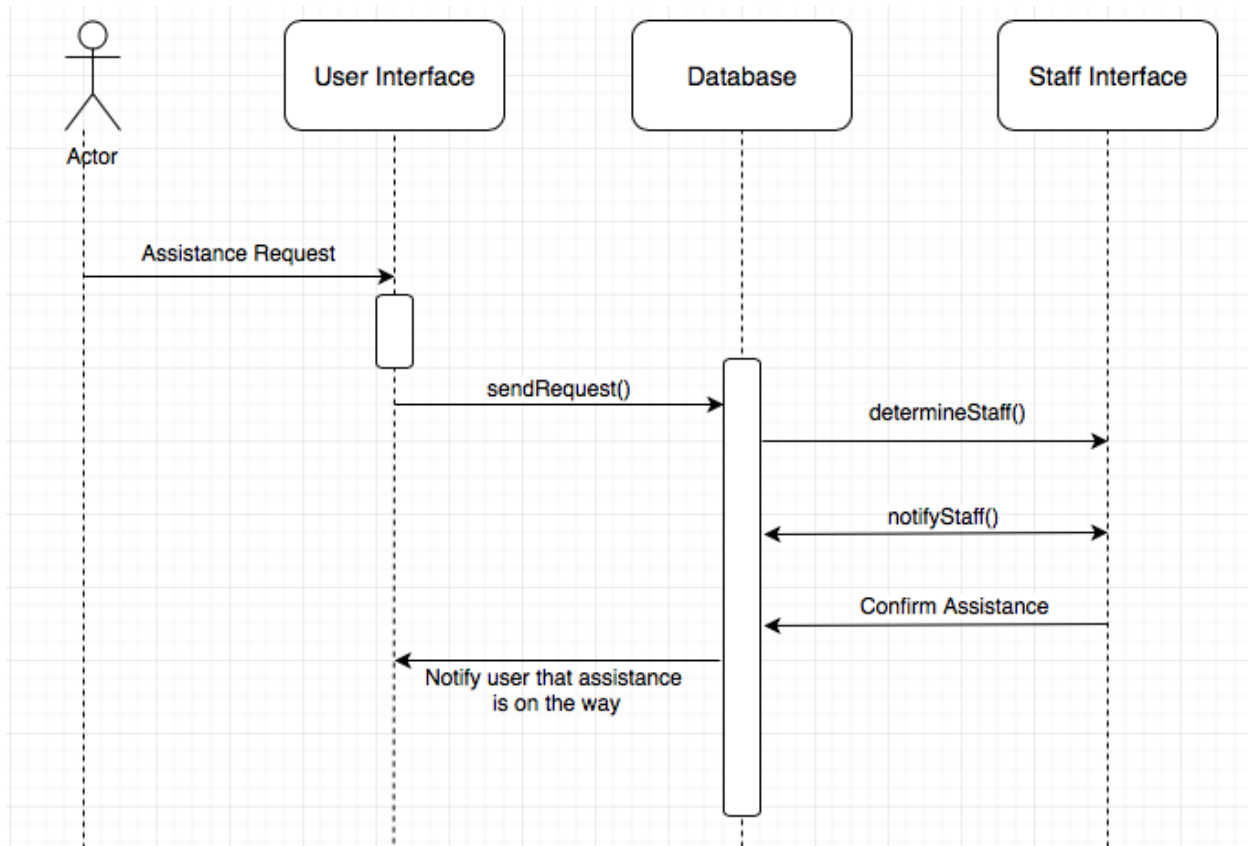 User Interface
Database
Staff Interface
Actor
Assistance Request
sendRequest()
determineStaff()
notifyStaff()
Confirm Assistance
Notify user that assistance
is on the way